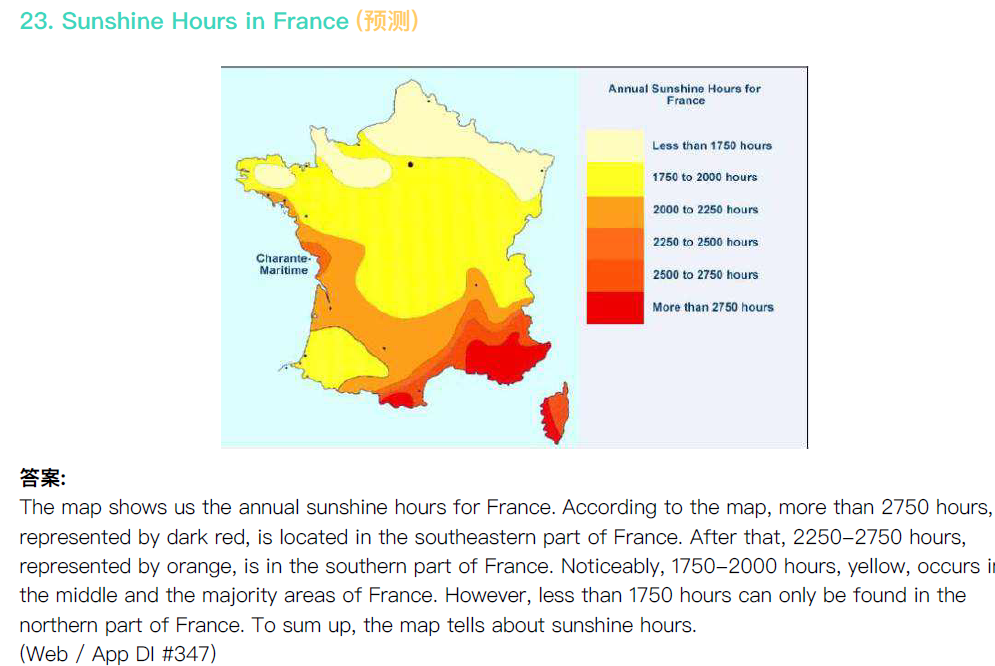 23. Sunshine Hours in France (预测)
Annual Sunshine Hours for
France
Less than 1750 hours
1750 to 2000 hours
2000 to 2250 hours
2250 to 2500 hours
2500 to 2750 hours
More than 2750 hours
Charante-
Maritime
答案:
The map shows us the annual sunshine hours for France. According to the map, more than 2750 hours,
represented by dark red, is located in the southeastern part of France. After that, 2250–2750 hours,
represented by orange, is in the southern part of France. Noticeably, 1750–2000 hours, yellow, occurs in
the middle and the majority areas of France. However, less than 1750 hours can only be found in the
northern part of France. To sum up, the map tells about sunshine hours.
(Web / App DI #347)